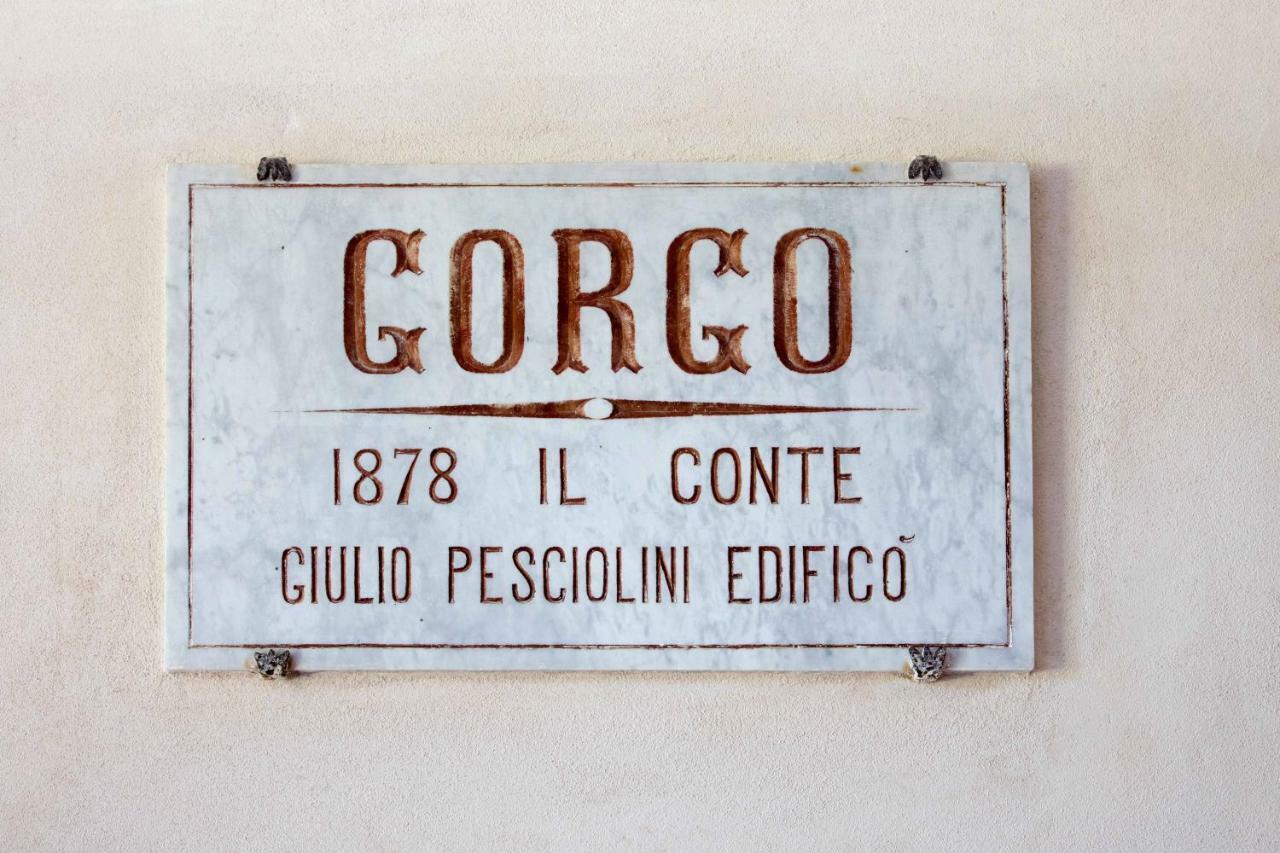 GORGO
1878 IL CONTE
GIULIO PESCIOLINI EDIFICÒ